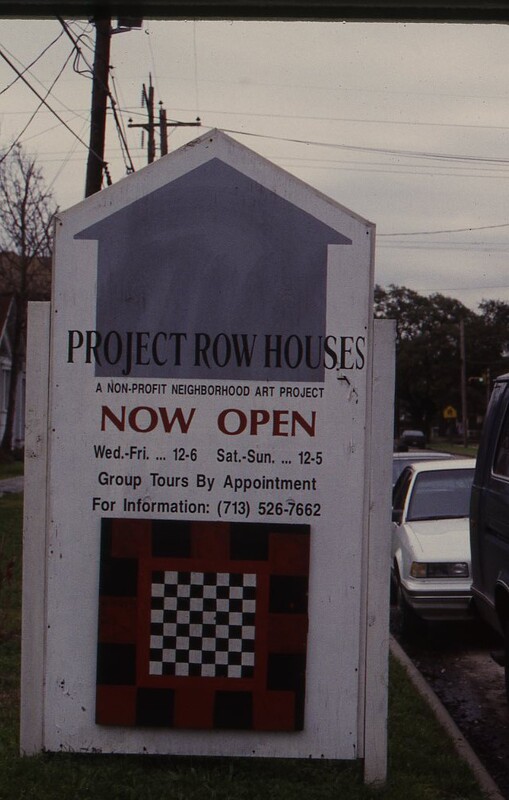 PROJECT ROW HOUSES
A NON-PROFIT NEIGHBORHOOD ART PROJECT
NOW OPEN
Wed.-Fri. ... 12-6 Sat.-Sun. ... 12-5
Group Tours By Appointment
For Information: (713) 526-7662